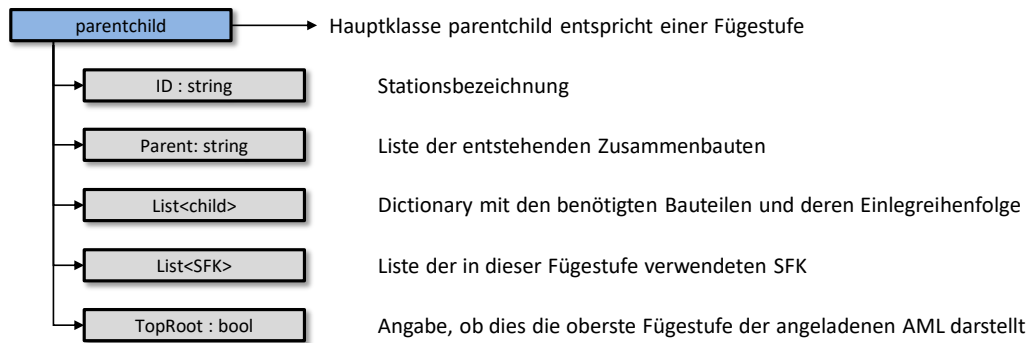 parentchild
Hauptklasse parentchild entspricht einer Fügestufe
ID : string
Stationsbezeichnung
Parent: string
Liste der entstehenden Zusammenbauten
List<child>
Dictionary mit den benötigten Bauteilen und deren Einlegreihenfolge
List<SFK>
Liste der in dieser Fügestufe verwendeten SFK
TopRoot : bool
Angabe, ob dies die oberste Fügestufe der angeladenen AML darstellt